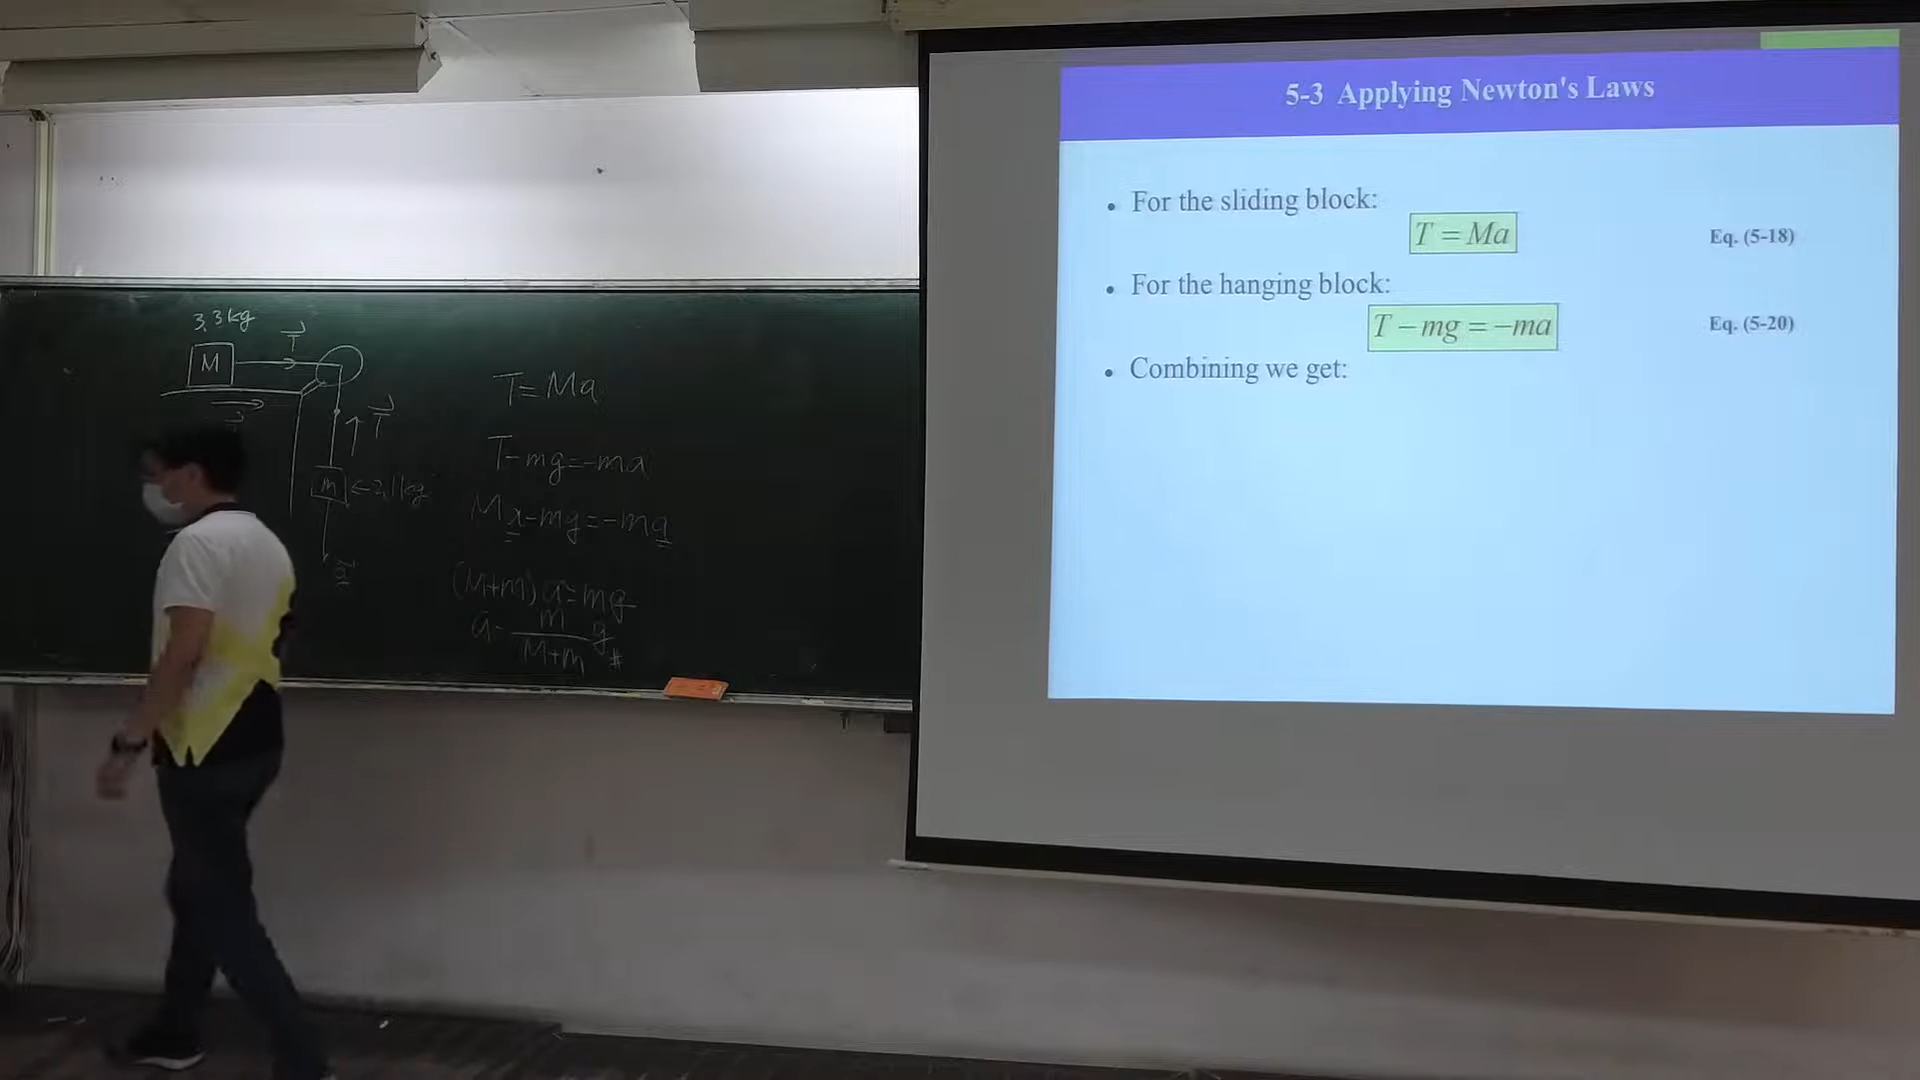 3.3kg
M
T
T
m ← 2.1kg
a
T=Ma
T-mg=-ma
Ma-mg=-ma
(M+m)a=mg
a=m/(M+m) g #
5-3 Applying Newton's Laws
• For the sliding block:
T = Ma Eq. (5-18)
• For the hanging block:
T − mg = −ma Eq. (5-20)
• Combining we get: